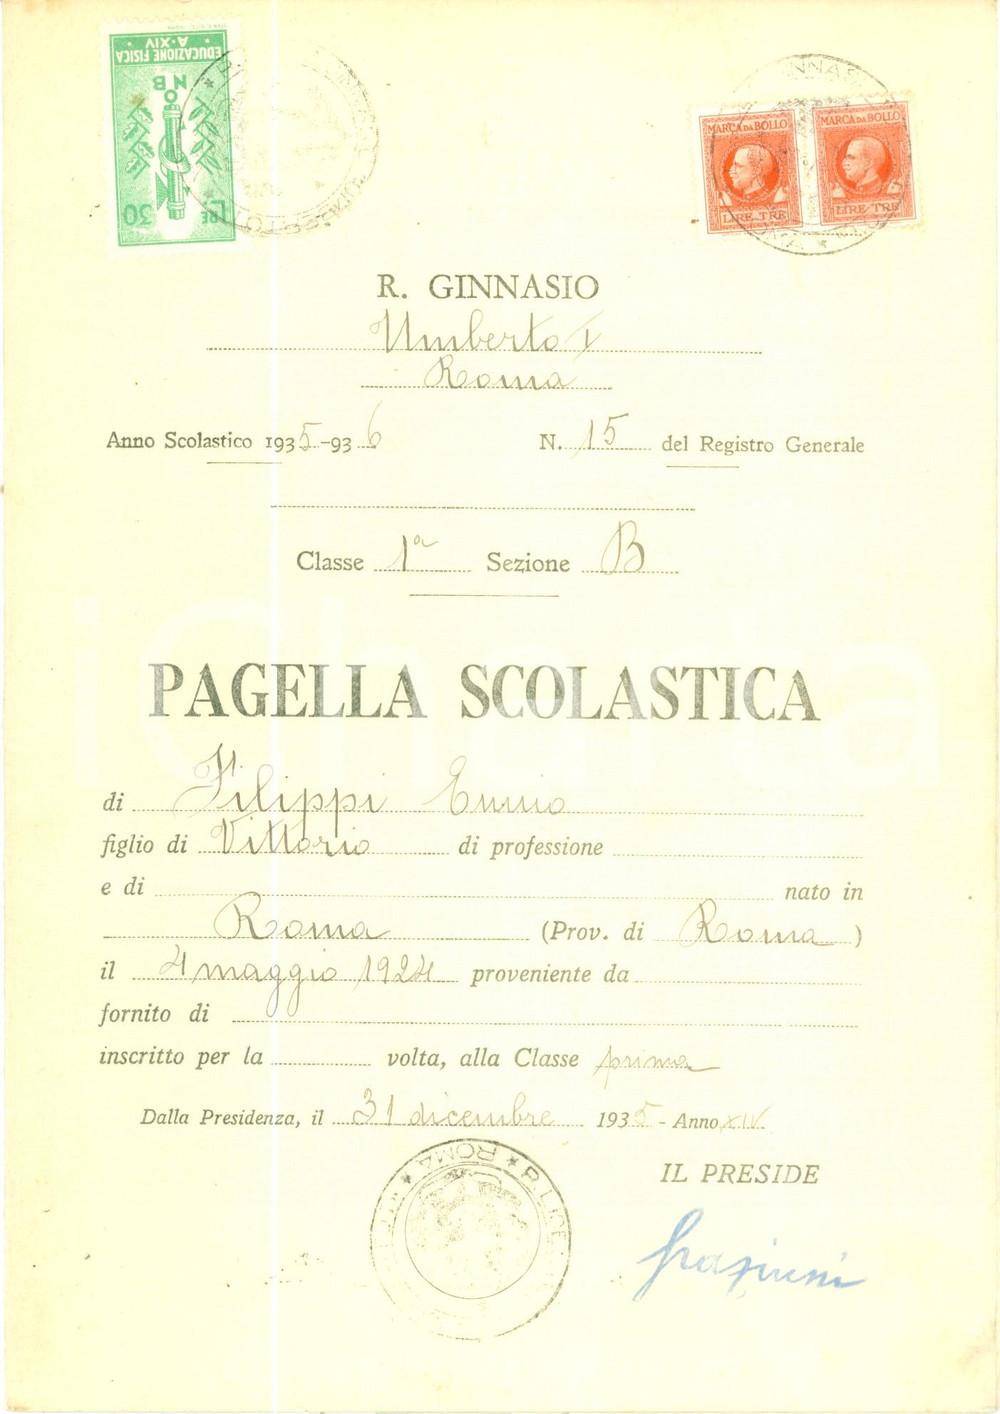 EDUCAZIONE FISICA
A·XIV
O N B
LIRE 30
MARCA DA BOLLO
LIRE TRE
MARCA DA BOLLO
LIRE TRE
R. GINNASIO
Umberto I
Roma
Anno Scolastico 1935-936
N. 15 del Registro Generale
Classe 1a Sezione B
PAGELLA SCOLASTICA
di Filippi Ennio
figlio di Vittorio di professione
e di nato in
Roma (Prov. di Roma)
il 4 maggio 1924 proveniente da
fornito di
inscritto per la volta, alla Classe prima
Dalla Presidenza, il 31 dicembre 1935 - Anno XIV
ROMA
IL PRESIDE